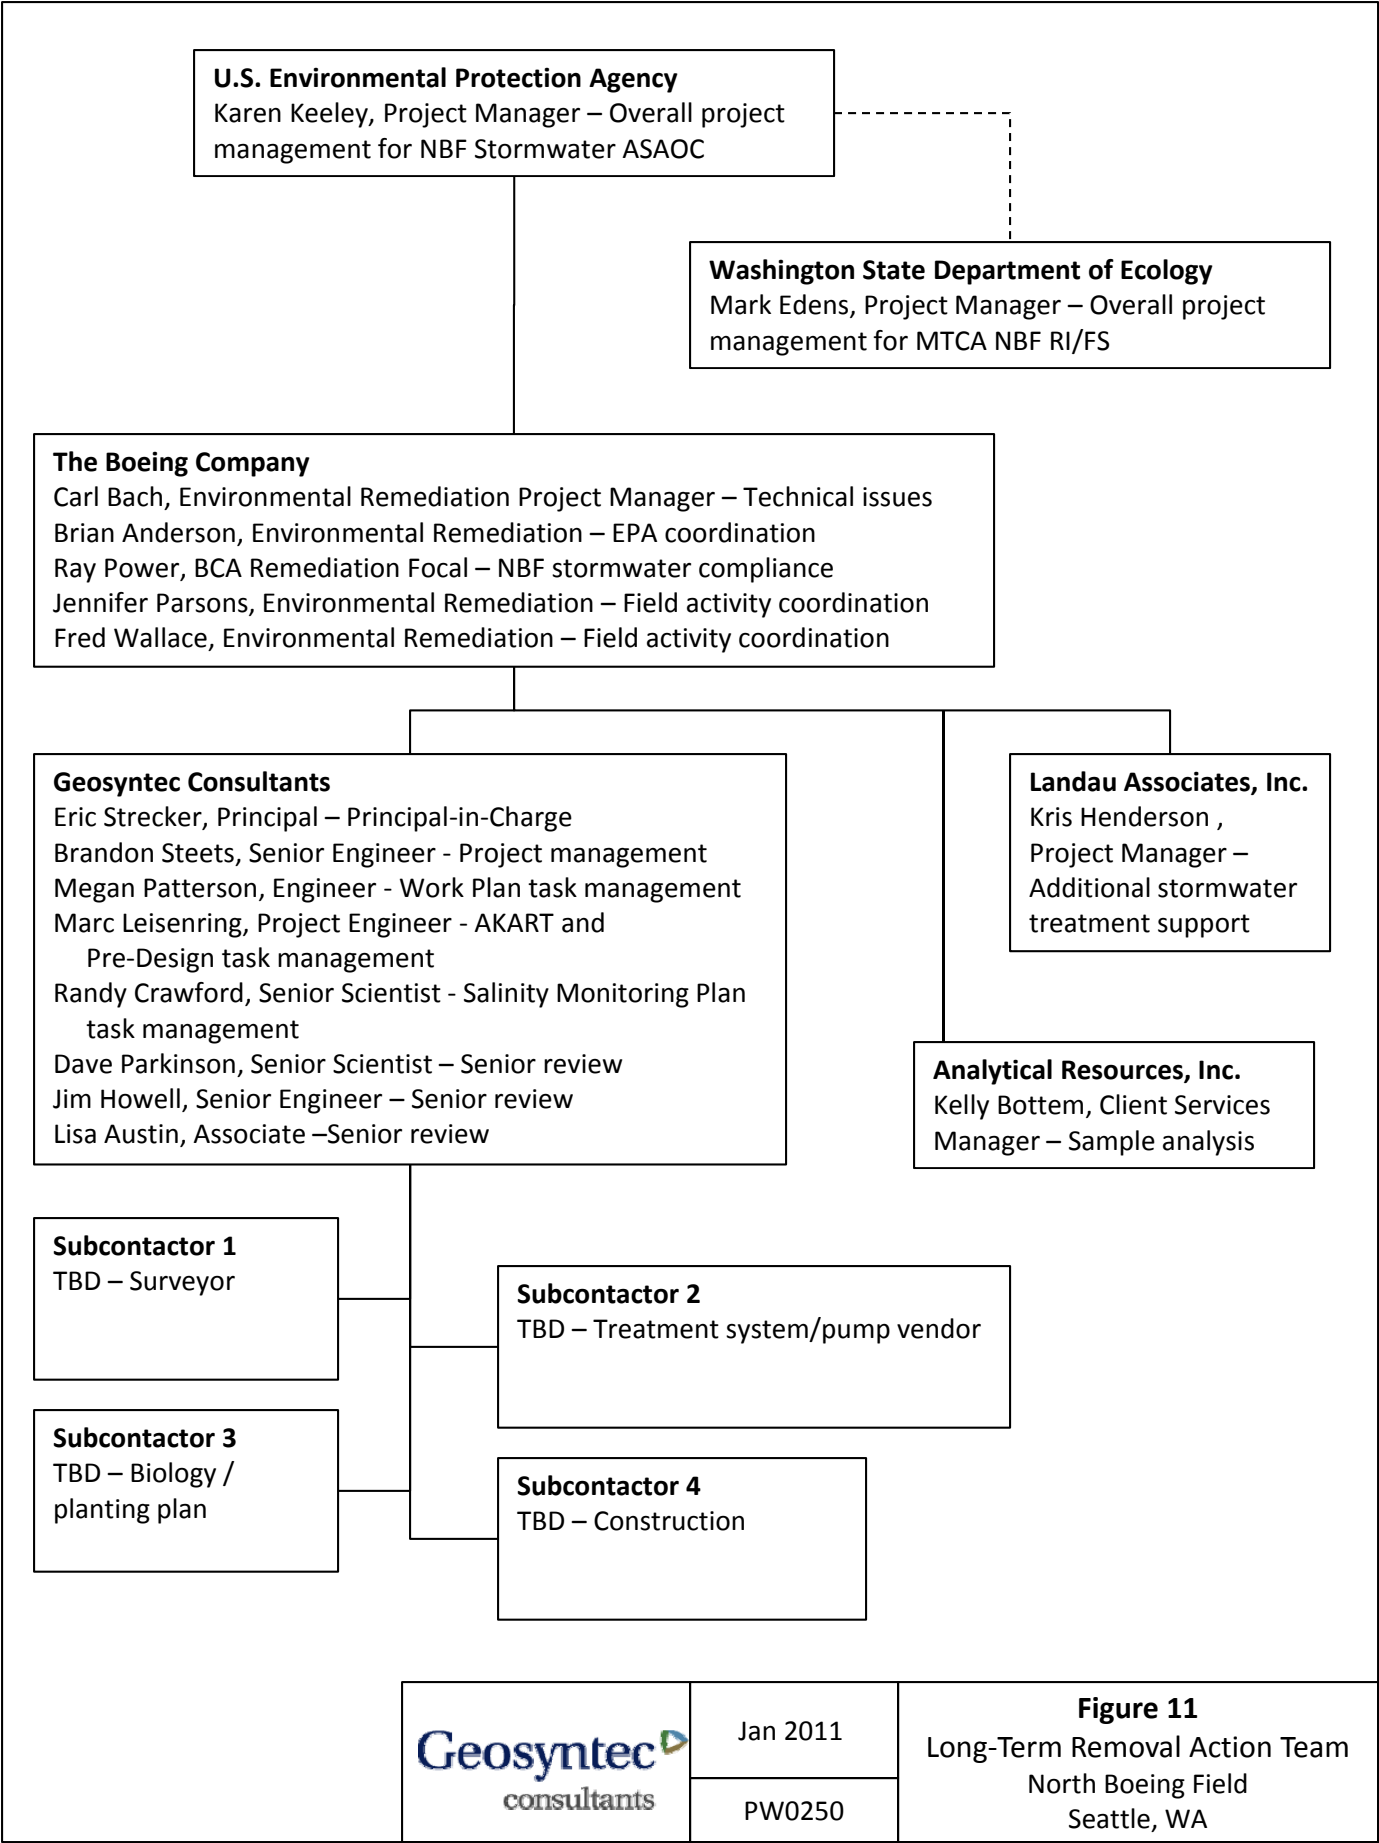 U.S. Environmental Protection Agency
Karen Keeley, Project Manager – Overall project
management for NBF Stormwater ASAOC
Washington State Department of Ecology
Mark Edens, Project Manager – Overall project
management for MTCA NBF RI/FS
The Boeing Company
Carl Bach, Environmental Remediation Project Manager – Technical issues
Brian Anderson, Environmental Remediation – EPA coordination
Ray Power, BCA Remediation Focal – NBF stormwater compliance
Jennifer Parsons, Environmental Remediation – Field activity coordination
Fred Wallace, Environmental Remediation – Field activity coordination
Geosyntec Consultants
Eric Strecker, Principal – Principal-in-Charge
Brandon Steets, Senior Engineer - Project management
Megan Patterson, Engineer - Work Plan task management
Marc Leisenring, Project Engineer - AKART and
Pre-Design task management
Randy Crawford, Senior Scientist - Salinity Monitoring Plan
task management
Dave Parkinson, Senior Scientist – Senior review
Jim Howell, Senior Engineer – Senior review
Lisa Austin, Associate –Senior review
Landau Associates, Inc.
Kris Henderson ,
Project Manager –
Additional stormwater
treatment support
Analytical Resources, Inc.
Kelly Bottem, Client Services
Manager – Sample analysis
Subcontactor 1
TBD – Surveyor
Subcontactor 2
TBD – Treatment system/pump vendor
Subcontactor 3
TBD – Biology /
planting plan
Subcontactor 4
TBD – Construction
Geosyntec
consultants
Jan 2011
PW0250
Figure 11
Long-Term Removal Action Team
North Boeing Field
Seattle, WA